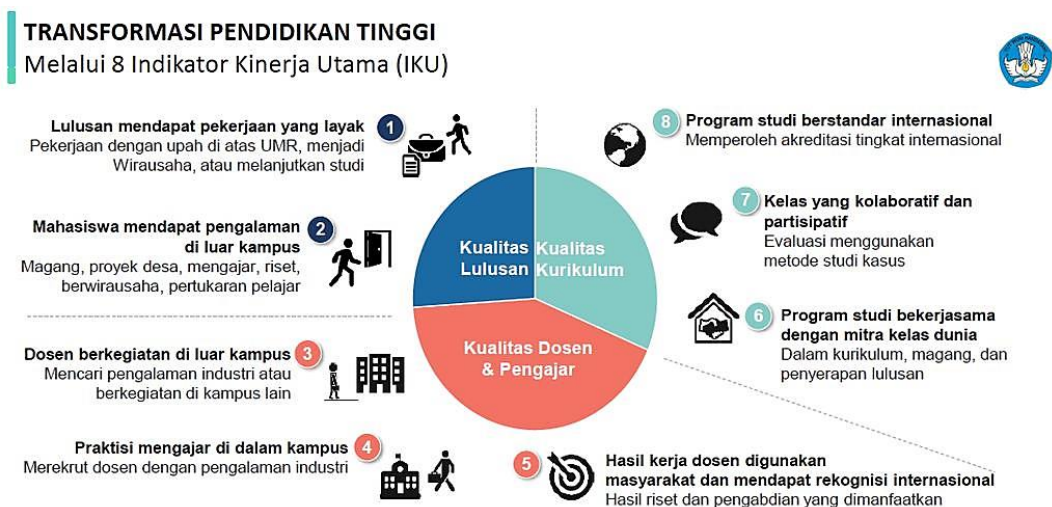 TRANSFORMASI PENDIDIKAN TINGGI
Melalui 8 Indikator Kinerja Utama (IKU)
1
Lulusan mendapat pekerjaan yang layak
Pekerjaan dengan upah di atas UMR, menjadi
Wirausaha, atau melanjutkan studi
2
Mahasiswa mendapat pengalaman
di luar kampus
Magang, proyek desa, mengajar, riset,
berwirausaha, pertukaran pelajar
3
Dosen berkegiatan di luar kampus
Mencari pengalaman industri atau
berkegiatan di kampus lain
4
Praktisi mengajar di dalam kampus
Merekrut dosen dengan pengalaman industri
Kualitas
Lulusan
Kualitas
Kurikulum
Kualitas Dosen
& Pengajar
8
Program studi berstandar internasional
Memperoleh akreditasi tingkat internasional
7
Kelas yang kolaboratif dan
partisipatif
Evaluasi menggunakan
metode studi kasus
6
Program studi bekerjasama
dengan mitra kelas dunia
Dalam kurikulum, magang, dan
penyerapan lulusan
5
Hasil kerja dosen digunakan
masyarakat dan mendapat rekognisi internasional
Hasil riset dan pengabdian yang dimanfaatkan